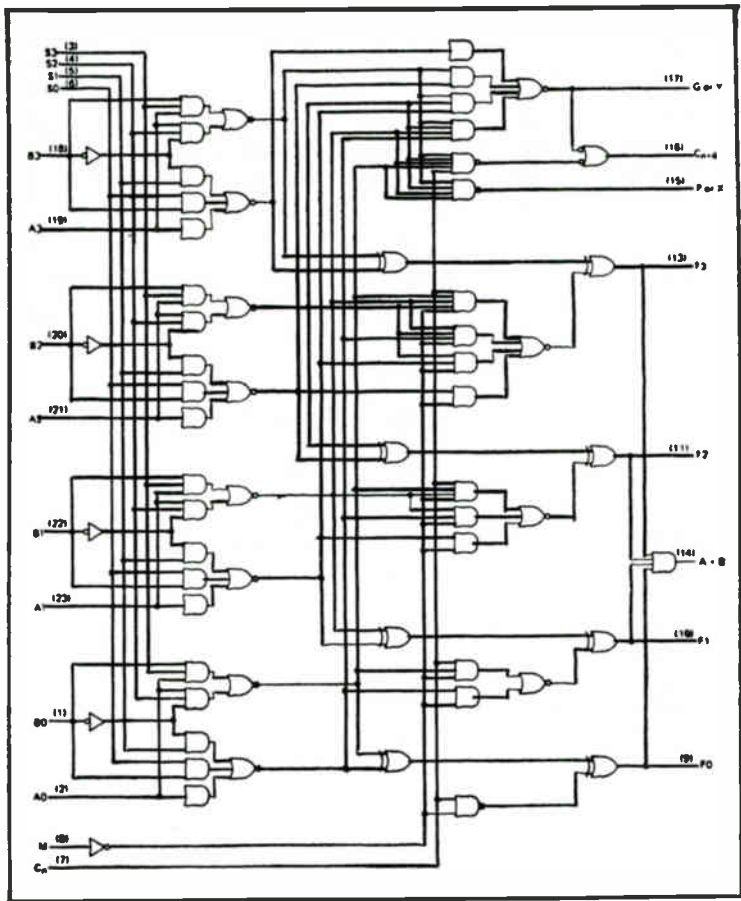 S3 (3)
S2 (4)
S1 (5)
S0 (6)
B3 (18)
A3 (19)
B2 (20)
A2 (21)
B1 (22)
A1 (23)
B0 (1)
A0 (2)
M (8)
Cn (7)
(17) G or Y
(16) Cn+4
(15) P or X
(13) F3
(11) F2
(14) A = B
(10) F1
(9) F0